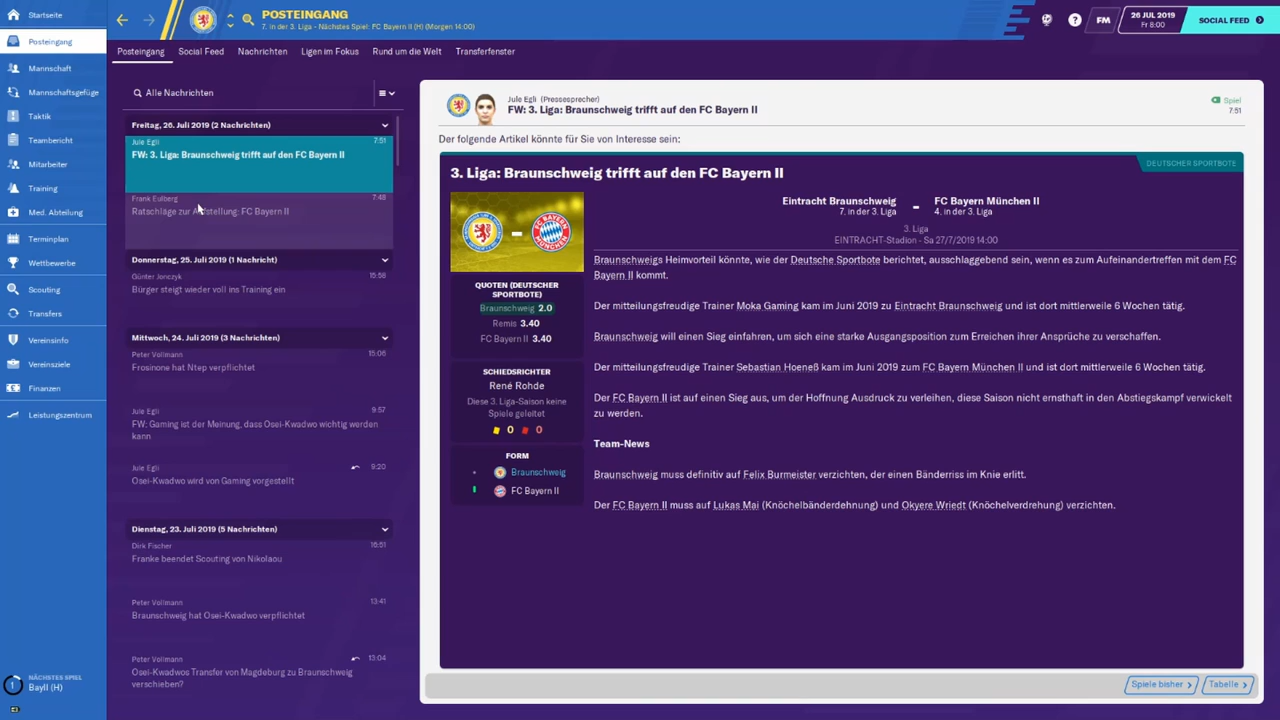 Startseite
Posteingang
Mannschaft
Mannschaftsgefüge
Taktik
Teambericht
Mitarbeiter
Training
Med. Abteilung
Terminplan
Wettbewerbe
Scouting
Transfers
Vereinsinfo
Vereinsziele
Finanzen
Leistungszentrum
1
NÄCHSTES SPIEL
BayII (H)
POSTEINGANG
7. in der 3. Liga - Nächstes Spiel: FC Bayern II (H) (Morgen 14:00)
FM
26 JUL 2019
Fr 8:00
SOCIAL FEED
Posteingang
Social Feed
Nachrichten
Ligen im Fokus
Rund um die Welt
Transferfenster
Alle Nachrichten
Freitag, 26. Juli 2019 (2 Nachrichten)
Jule Egli 7:51
FW: 3. Liga: Braunschweig trifft auf den FC Bayern II
Frank Eulberg 7:48
Ratschläge zur Aufstellung: FC Bayern II
Donnerstag, 25. Juli 2019 (1 Nachricht)
Günter Jonczyk 15:56
Bürger steigt wieder voll ins Training ein
Mittwoch, 24. Juli 2019 (3 Nachrichten)
Peter Vollmann 15:06
Frosinone hat Ntep verpflichtet
Jule Egli 9:57
FW: Gaming ist der Meinung, dass Osei-Kwadwo wichtig werden
kann
Jule Egli 9:20
Osei-Kwadwo wird von Gaming vorgestellt
Dienstag, 23. Juli 2019 (5 Nachrichten)
Dirk Fischer 16:51
Franke beendet Scouting von Nikolaou
Peter Vollmann 13:41
Braunschweig hat Osei-Kwadwo verpflichtet
Peter Vollmann 13:04
Osei-Kwadwos Transfer von Magdeburg zu Braunschweig
verschieben?
Jule Egli (Pressesprecher)
FW: 3. Liga: Braunschweig trifft auf den FC Bayern II
Spiel
7:51
Der folgende Artikel könnte für Sie von Interesse sein:
DEUTSCHER SPORTBOTE
3. Liga: Braunschweig trifft auf den FC Bayern II
Eintracht Braunschweig - FC Bayern München II
7. in der 3. Liga 4. in der 3. Liga
3. Liga
EINTRACHT-Stadion - Sa 27/7/2019 14:00
QUOTEN (DEUTSCHER
SPORTBOTE)
Braunschweig 2.0
Remis 3.40
FC Bayern II 3.40
SCHIEDSRICHTER
René Rohde
Diese 3. Liga-Saison keine
Spiele geleitet
0 0
FORM
Braunschweig
FC Bayern II
Braunschweigs Heimvorteil könnte, wie der Deutsche Sportbote berichtet, ausschlaggebend sein, wenn es zum Aufeinandertreffen mit dem FC
Bayern II kommt.
Der mitteilungsfreudige Trainer Moka Gaming kam im Juni 2019 zu Eintracht Braunschweig und ist dort mittlerweile 6 Wochen tätig.
Braunschweig will einen Sieg einfahren, um sich eine starke Ausgangsposition zum Erreichen ihrer Ansprüche zu verschaffen.
Der mitteilungsfreudige Trainer Sebastian Hoeneß kam im Juni 2019 zum FC Bayern München II und ist dort mittlerweile 6 Wochen tätig.
Der FC Bayern II ist auf einen Sieg aus, um der Hoffnung Ausdruck zu verleihen, diese Saison nicht ernsthaft in den Abstiegskampf verwickelt
zu werden.
Team-News
Braunschweig muss definitiv auf Felix Burmeister verzichten, der einen Bänderriss im Knie erlitt.
Der FC Bayern II muss auf Lukas Mai (Knöchelbänderdehnung) und Okyere Wriedt (Knöchelverdrehung) verzichten.
Spiele bisher
Tabelle